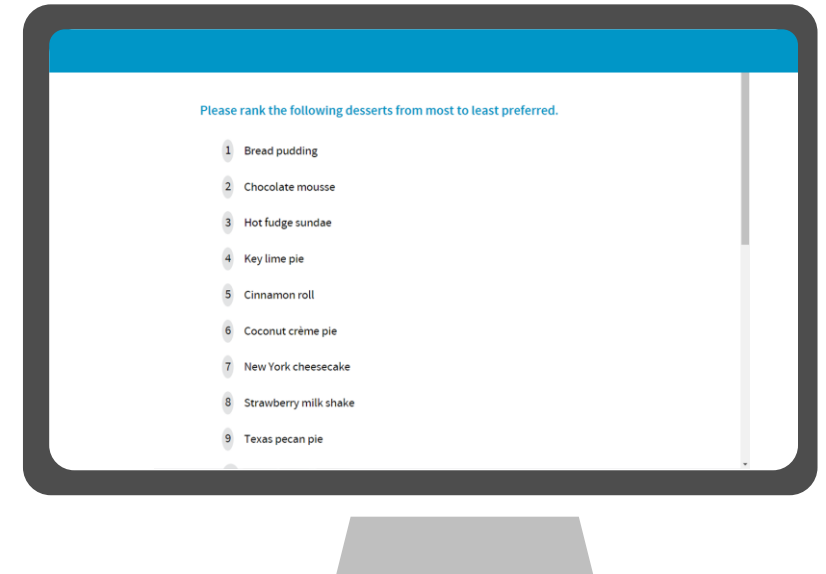 Please rank the following desserts from most to least preferred.
1 Bread pudding
2 Chocolate mousse
3 Hot fudge sundae
4 Key lime pie
5 Cinnamon roll
6 Coconut crème pie
7 New York cheesecake
8 Strawberry milk shake
9 Texas pecan pie